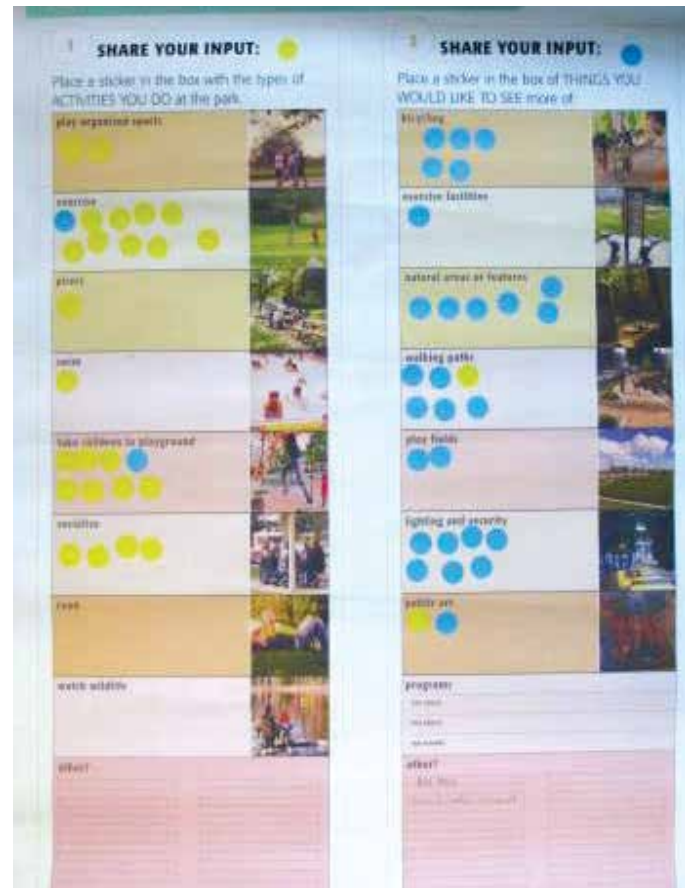 1 SHARE YOUR INPUT:
Place a sticker in the box with the types of
ACTIVITIES YOU DO at the park.
play organized sports
exercise
picnic
swim
take children to playground
socialize
read
watch wildlife
other?
2 SHARE YOUR INPUT:
Place a sticker in the box of THINGS YOU
WOULD LIKE TO SEE more of
bicycling
exercise facilities
natural areas or features
walking paths
play fields
lighting and security
public art
programs
other?